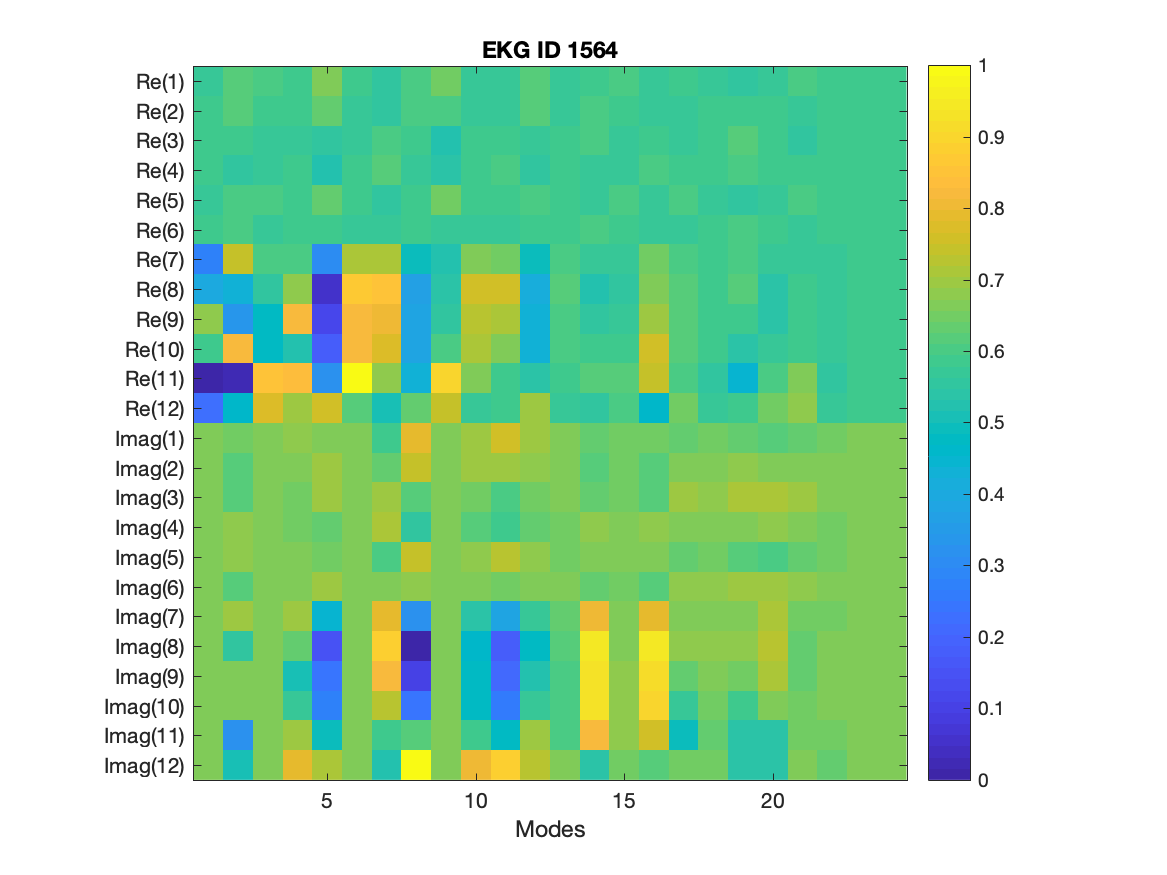 EKG ID 1564
Re(1)
Re(2)
Re(3)
Re(4)
Re(5)
Re(6)
Re(7)
Re(8)
Re(9)
Re(10)
Re(11)
Re(12)
Imag(1)
Imag(2)
Imag(3)
Imag(4)
Imag(5)
Imag(6)
Imag(7)
Imag(8)
Imag(9)
Imag(10)
Imag(11)
Imag(12)
5 10 15 20
Modes
1
0.9
0.8
0.7
0.6
0.5
0.4
0.3
0.2
0.1
0